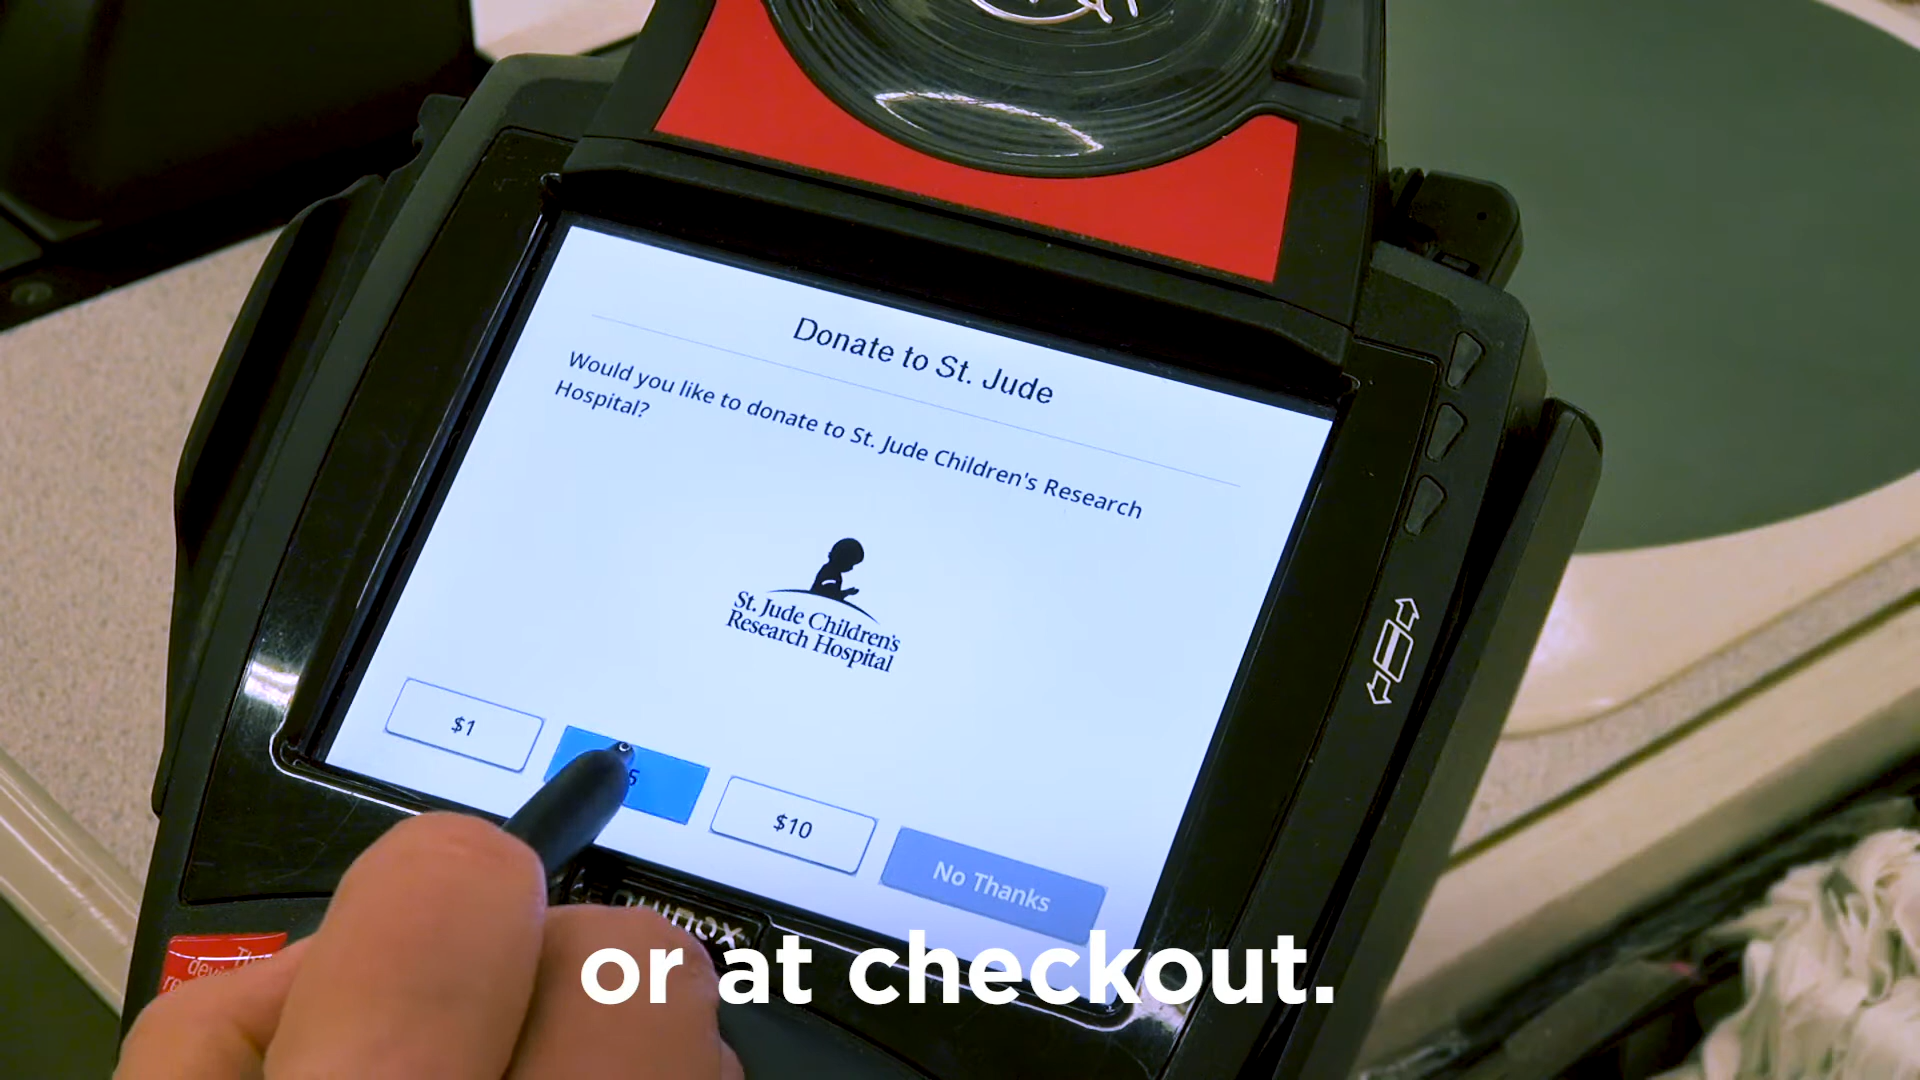 Donate to St. Jude
Would you like to donate to St. Jude Children's Research
Hospital?
St. Jude Children's
Research Hospital
$1
5
$10
No Thanks
or at checkout.